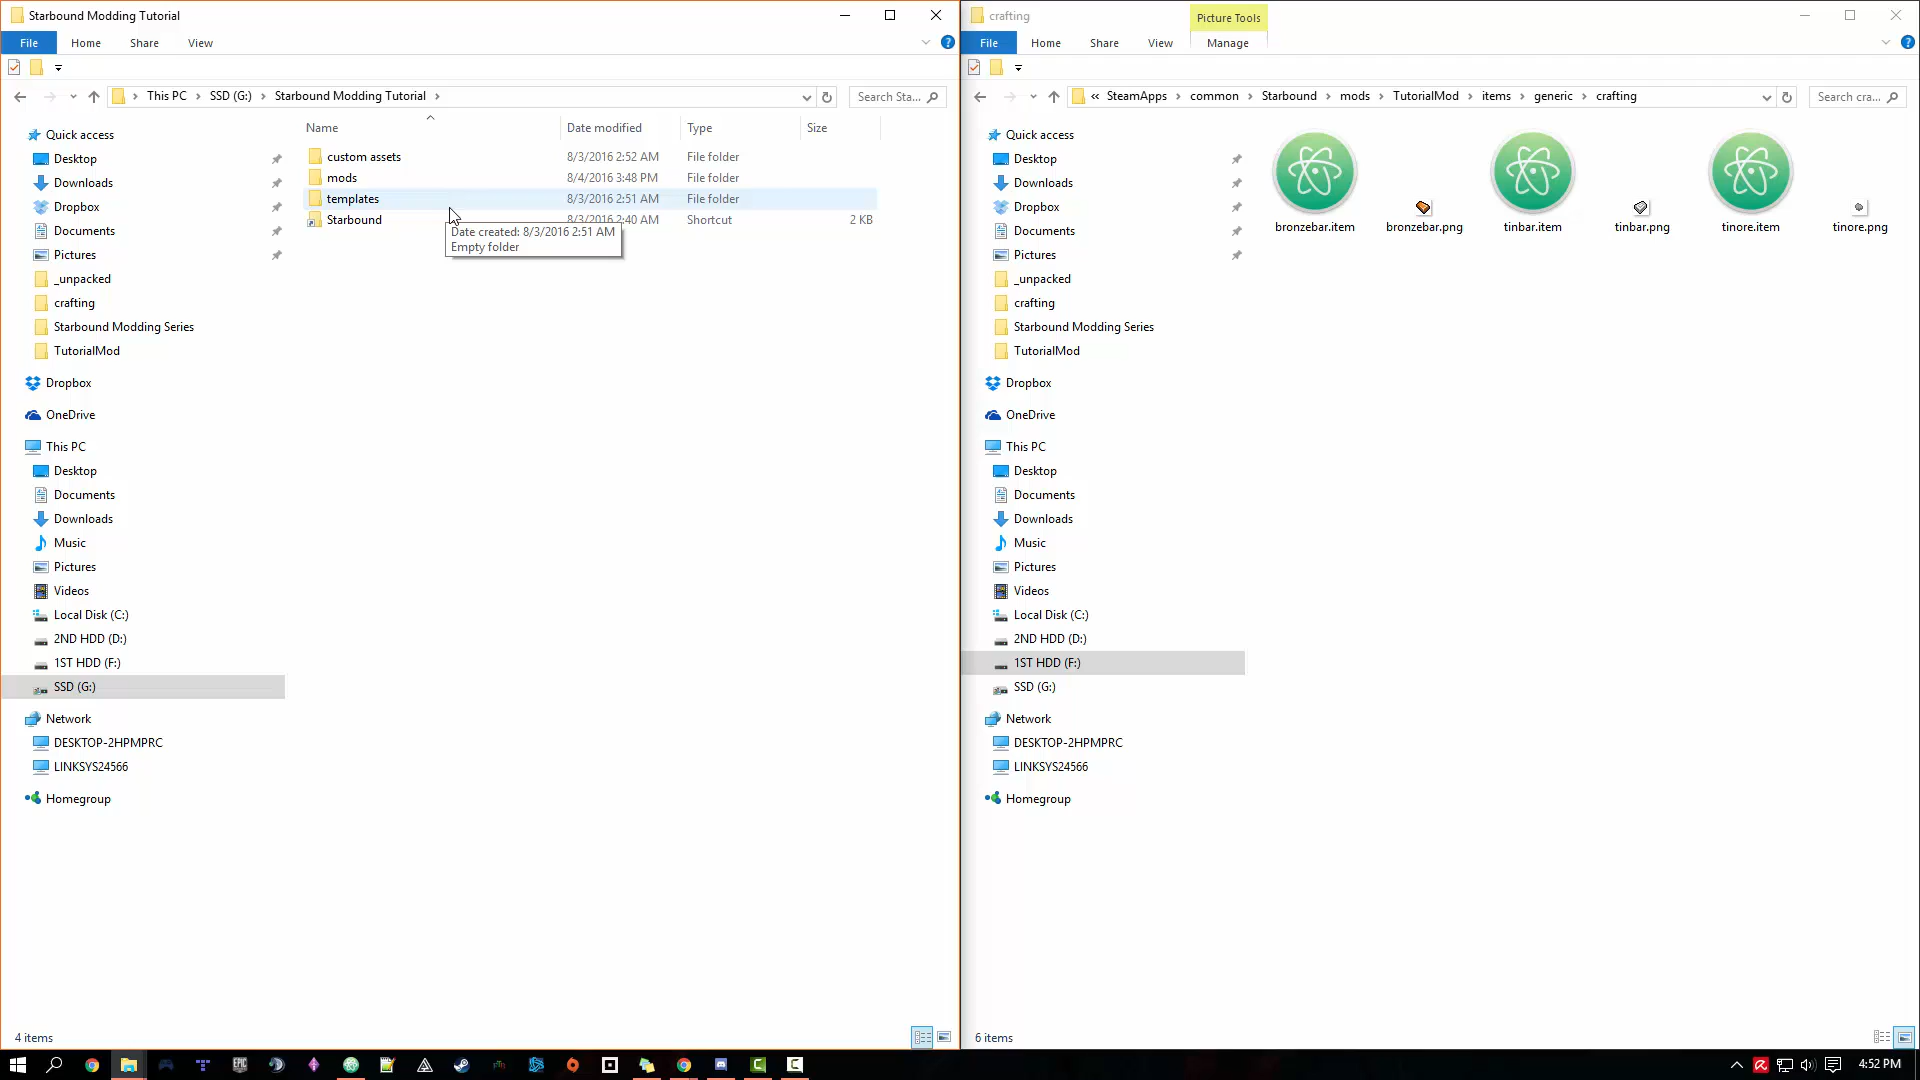 Starbound Modding Tutorial
File Home Share View
This PC SSD (G:) Starbound Modding Tutorial
Search Sta...
Name Date modified Type Size
custom assets 8/3/2016 2:52 AM File folder
mods 8/4/2016 3:48 PM File folder
templates 8/3/2016 2:51 AM File folder
Starbound 8/3/2016 2:40 AM Shortcut 2 KB
Date created: 8/3/2016 2:51 AM
Empty folder
Quick access
Desktop
Downloads
Dropbox
Documents
Pictures
_unpacked
crafting
Starbound Modding Series
TutorialMod
Dropbox
OneDrive
This PC
Desktop
Documents
Downloads
Music
Pictures
Videos
Local Disk (C:)
2ND HDD (D:)
1ST HDD (F:)
SSD (G:)
Network
DESKTOP-2HPMPRC
LINKSYS24566
Homegroup
4 items
crafting
Picture Tools
File Home Share View Manage
« SteamApps common Starbound mods TutorialMod items generic crafting
Search cra...
Quick access
Desktop
Downloads
Dropbox
Documents
Pictures
_unpacked
crafting
Starbound Modding Series
TutorialMod
Dropbox
OneDrive
This PC
Desktop
Documents
Downloads
Music
Pictures
Videos
Local Disk (C:)
2ND HDD (D:)
1ST HDD (F:)
SSD (G:)
Network
DESKTOP-2HPMPRC
LINKSYS24566
Homegroup
bronzebar.item bronzebar.png tinbar.item tinbar.png tinore.item tinore.png
6 items
EPIC
4:52 PM